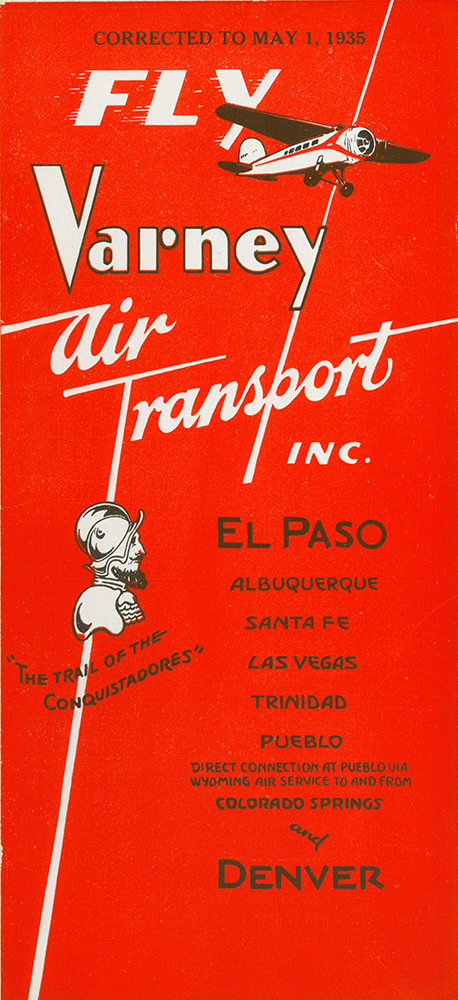 CORRECTED TO MAY 1, 1935
FLY
Varney
Air
Transport
INC.
EL PASO
ALBUQUERQUE
SANTA FE
LAS VEGAS
TRINIDAD
PUEBLO
DIRECT CONNECTION AT PUEBLO VIA
WYOMING AIR SERVICE TO AND FROM
COLORADO SPRINGS
and
DENVER
"THE TRAIL OF THE
CONQUISTADORES"